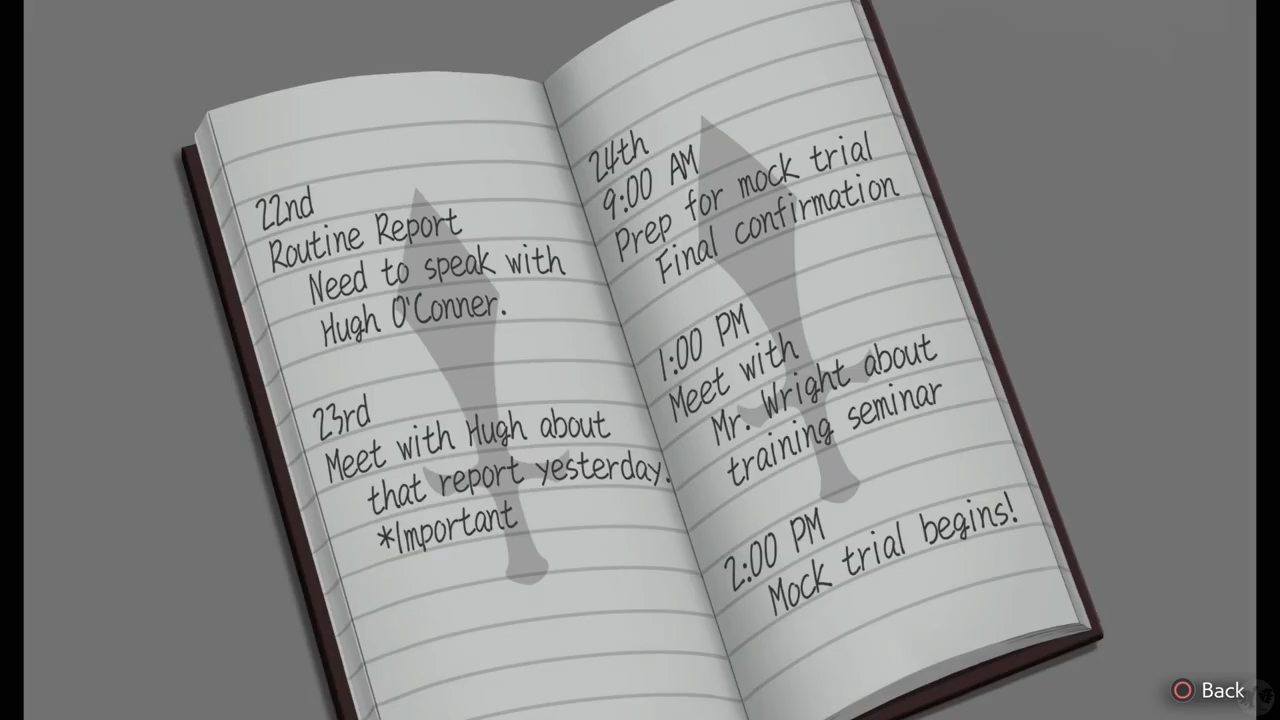 22nd
Routine Report
Need to speak with
Hugh O'Conner.
23rd
Meet with Hugh about
that report yesterday.
*Important
24th
9:00 AM
Prep for mock trial
Final confirmation
1:00 PM
Meet with
Mr. Wright about
training seminar
2:00 PM
Mock trial begins!
Back